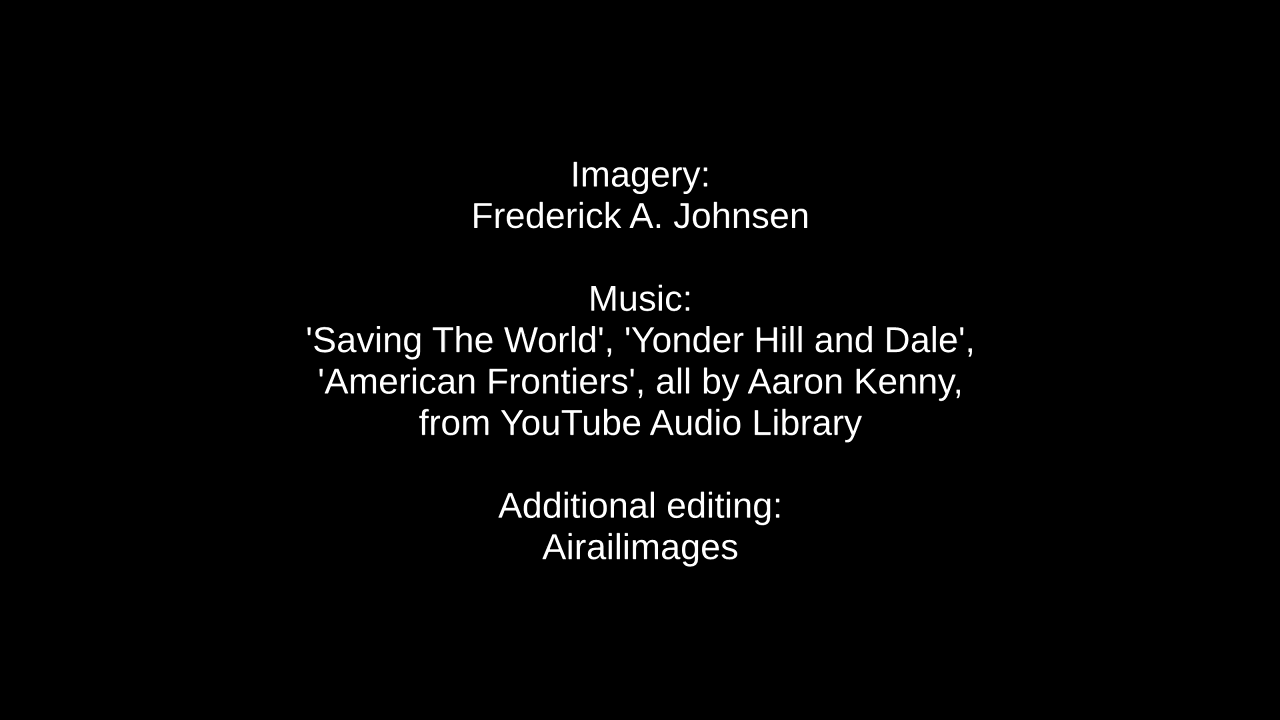 Imagery:
Frederick A. Johnsen
Music:
'Saving The World', 'Yonder Hill and Dale',
'American Frontiers', all by Aaron Kenny,
from YouTube Audio Library
Additional editing:
Airailimages